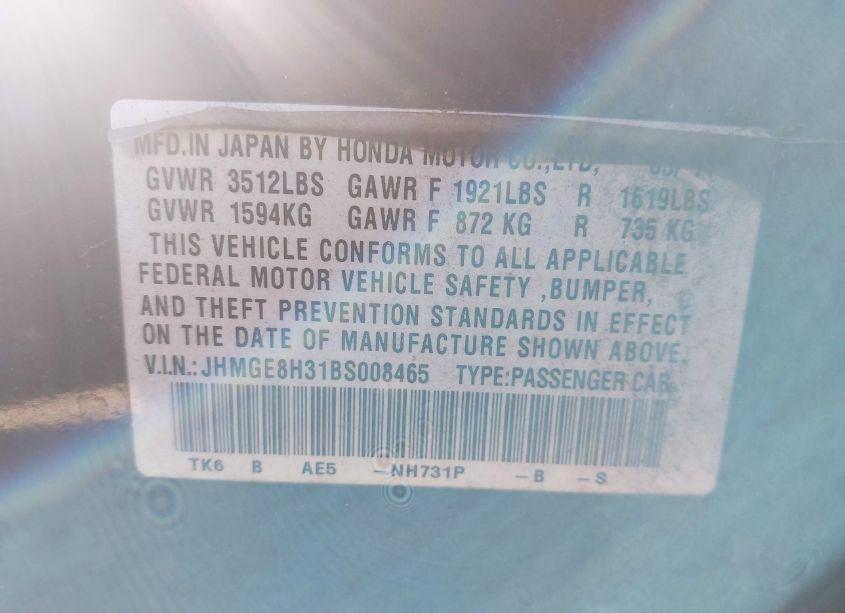 MFD.IN JAPAN BY HONDA MOTOR CO.,LTD,
GVWR 3512LBS GAWR F 1921LBS R 1619LBS
GVWR 1594KG GAWR F 872 KG R 735 KG
THIS VEHICLE CONFORMS TO ALL APPLICABLE
FEDERAL MOTOR VEHICLE SAFETY ,BUMPER,
AND THEFT PREVENTION STANDARDS IN EFFECT
ON THE DATE OF MANUFACTURE SHOWN ABOVE.
V.I.N.: JHMGE8H31BS008465 TYPE:PASSENGER CAR
TK6 B AE5 -NH731P -B -S